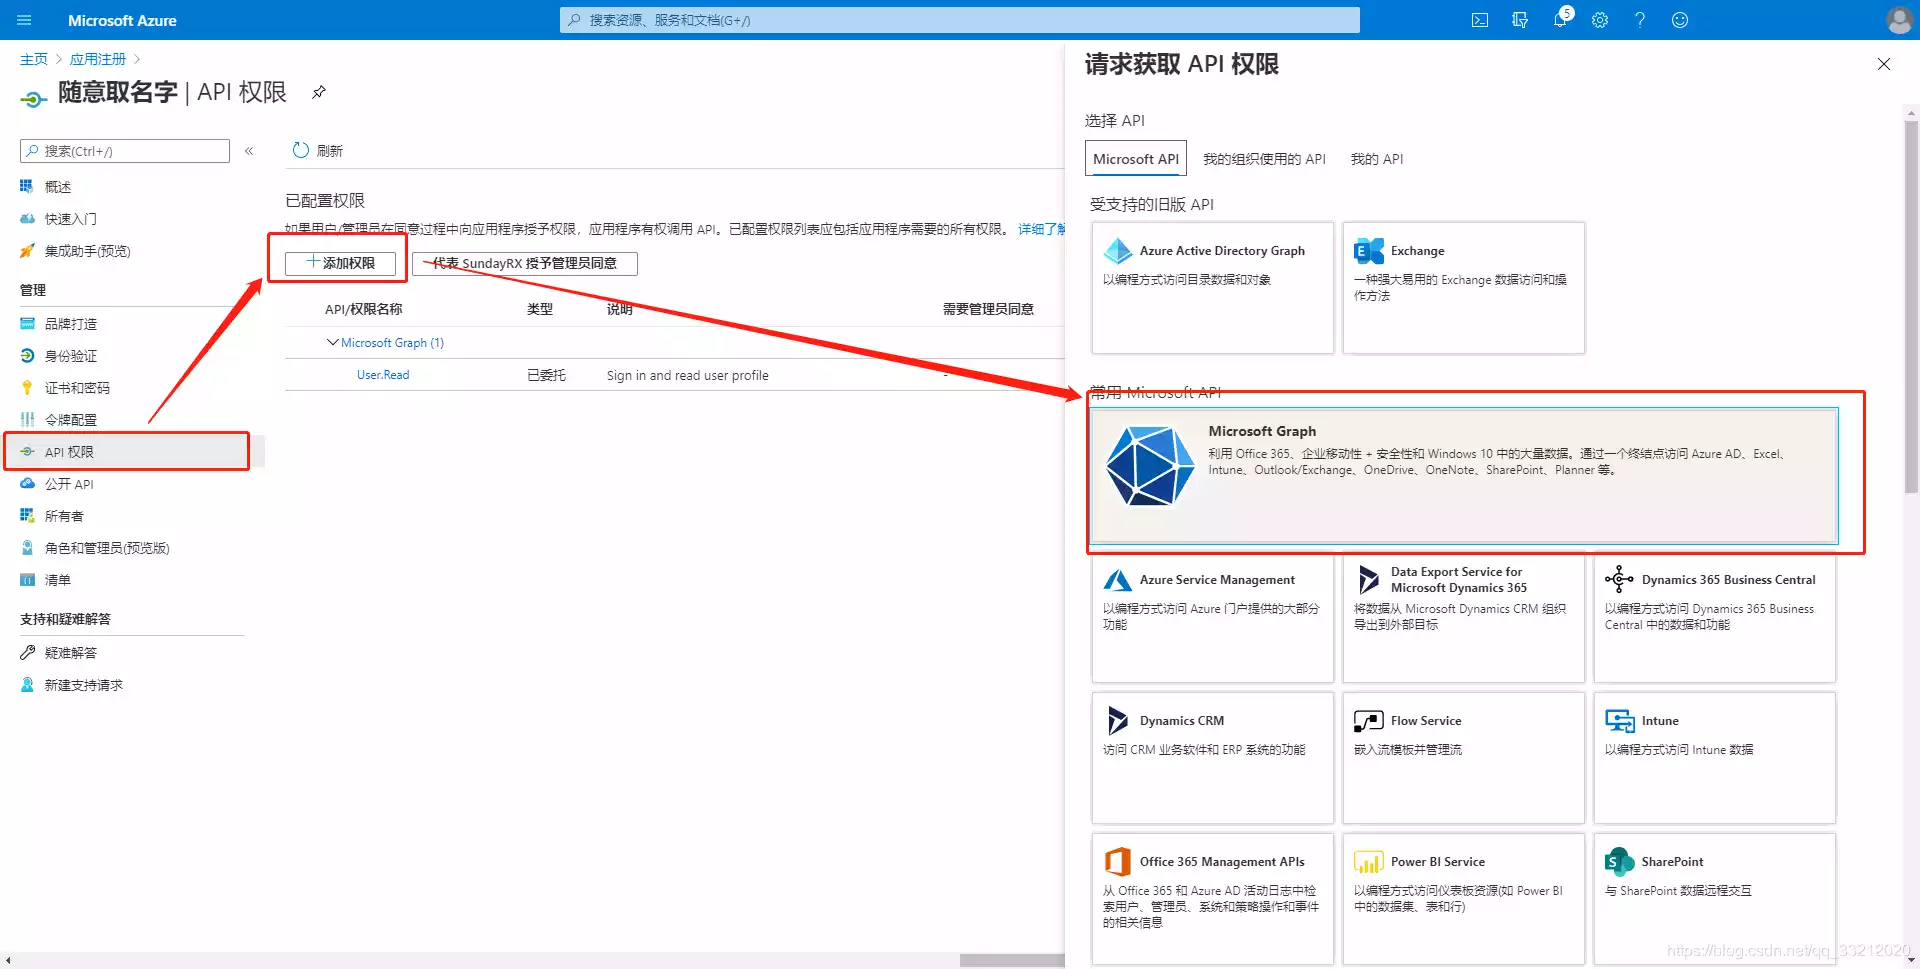 Microsoft Azure
搜索资源、服务和文档(G+/)
5
主页 > 应用注册 >
随意取名字 | API 权限
搜索(Ctrl+/)
«
概述
快速入门
集成助手(预览)
管理
品牌打造
身份验证
证书和密码
令牌配置
API 权限
公开 API
所有者
角色和管理员(预览版)
清单
支持和疑难解答
疑难解答
新建支持请求
刷新
已配置权限
如果用户/管理员在同意过程中向应用程序授予权限，应用程序有权调用 API。已配置权限列表应包括应用程序需要的所有权限。 详细了解
添加权限
代表 SundayRX 授予管理员同意
API/权限名称 类型 说明 需要管理员同意
Microsoft Graph (1)
User.Read 已委托 Sign in and read user profile -
请求获取 API 权限
选择 API
Microsoft API 我的组织使用的 API 我的 API
受支持的旧版 API
Azure Active Directory Graph
以编程方式访问目录数据和对象
Exchange
一种强大易用的 Exchange 数据访问和操
作方法
常用 Microsoft API
Microsoft Graph
利用 Office 365、企业移动性 + 安全性和 Windows 10 中的大量数据。通过一个终结点访问 Azure AD、Excel、
Intune、Outlook/Exchange、OneDrive、OneNote、SharePoint、Planner 等。
Azure Service Management
以编程方式访问 Azure 门户提供的大部分
功能
Data Export Service for
Microsoft Dynamics 365
将数据从 Microsoft Dynamics CRM 组织
导出到外部目标
Dynamics 365 Business Central
以编程方式访问 Dynamics 365 Business
Central 中的数据和功能
Dynamics CRM
访问 CRM 业务软件和 ERP 系统的功能
Flow Service
嵌入流模板并管理流
Intune
以编程方式访问 Intune 数据
Office 365 Management APIs
从 Office 365 和 Azure AD 活动日志中检
索用户、管理员、系统和策略操作和事件
的相关信息
Power BI Service
以编程方式访问仪表板资源(如 Power BI
中的数据集、表和行)
SharePoint
与 SharePoint 数据远程交互
https://blog.csdn.net/qq_33212020